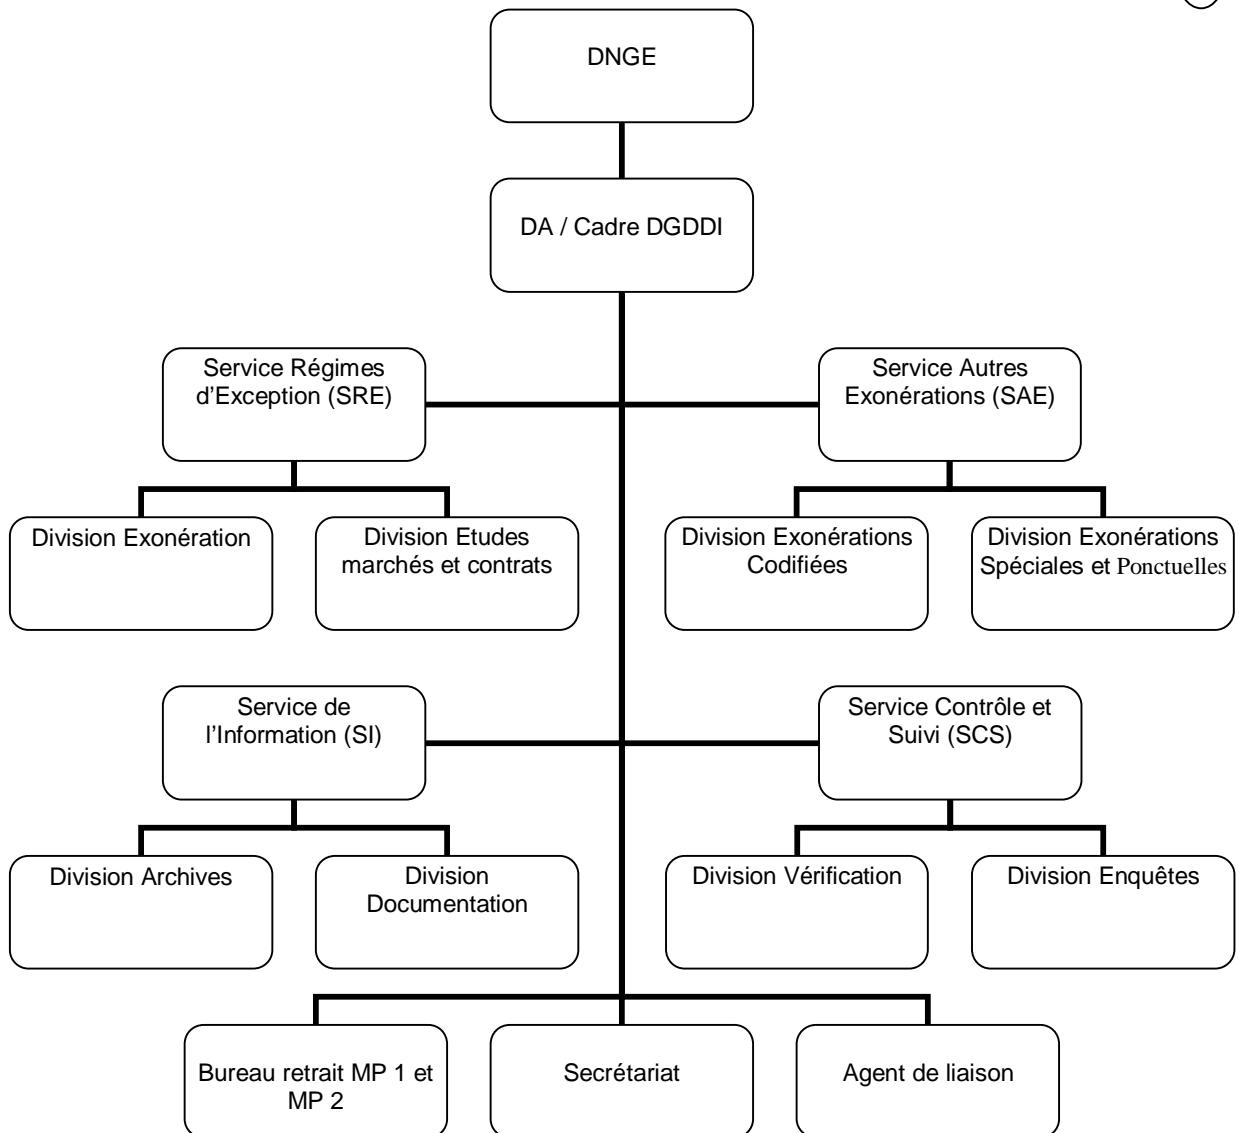 DNGE
DA / Cadre DGDDI
Service Régimes
d’Exception (SRE)
Service Autres
Exonérations (SAE)
Division Exonération
Division Etudes
marchés et contrats
Division Exonérations
Codifiées
Division Exonérations
Spéciales et Ponctuelles
Service de
l’Information (SI)
Service Contrôle et
Suivi (SCS)
Division Archives
Division
Documentation
Division Vérification
Division Enquêtes
Bureau retrait MP 1 et
MP 2
Secrétariat
Agent de liaison